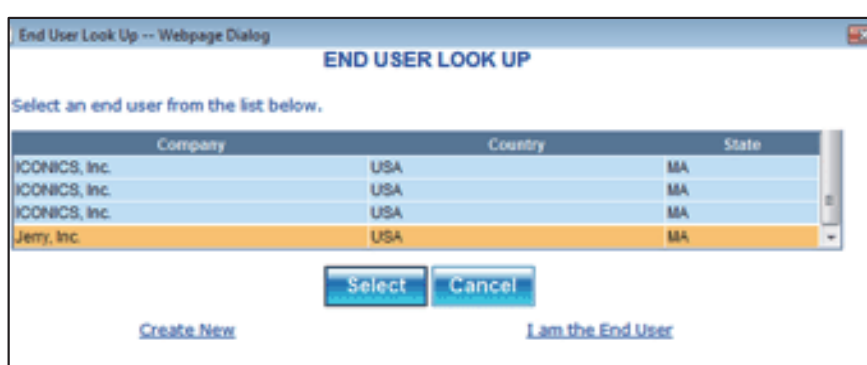 End User Look Up -- Webpage Dialog
END USER LOOK UP
Select an end user from the list below.
Company Country State
ICONICS, Inc. USA MA
ICONICS, Inc. USA MA
ICONICS, Inc. USA MA
Jerry, Inc. USA MA
Select Cancel
Create New I am the End User